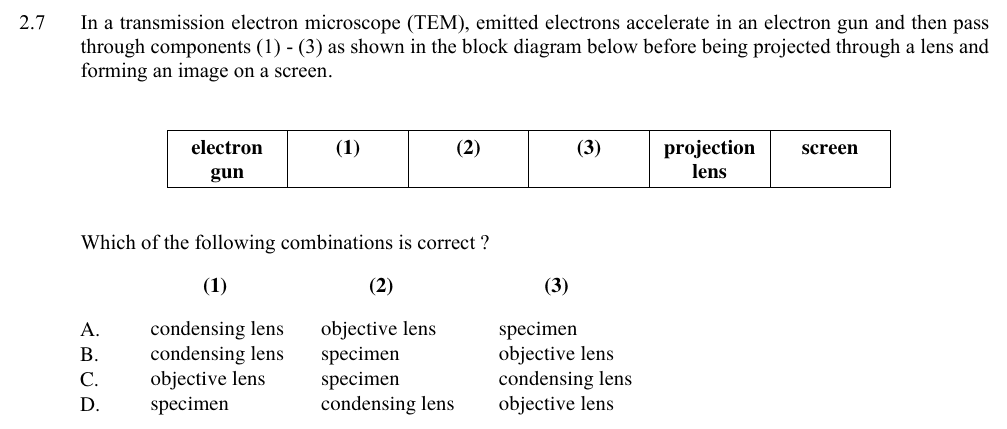 2.7 In a transmission electron microscope (TEM), emitted electrons accelerate in an electron gun and then pass
through components (1) - (3) as shown in the block diagram below before being projected through a lens and
forming an image on a screen.
electron gun (1) (2) (3) projection lens screen
Which of the following combinations is correct ?
(1) (2) (3)
A. condensing lens objective lens specimen
B. condensing lens specimen objective lens
C. objective lens specimen condensing lens
D. specimen condensing lens objective lens